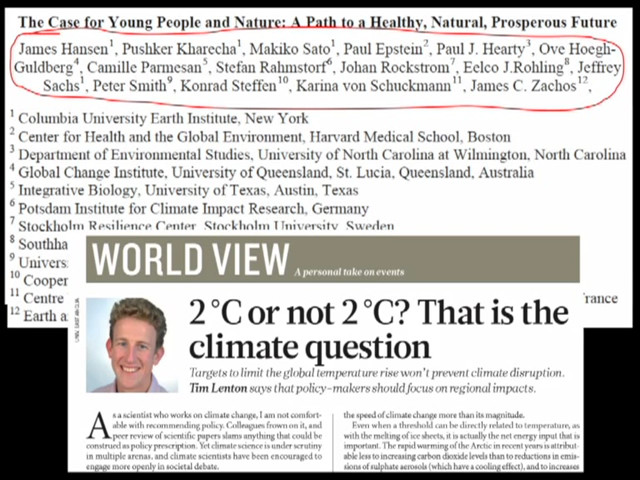 The Case for Young People and Nature: A Path to a Healthy, Natural, Prosperous Future
James Hansen1, Pushker Kharecha1, Makiko Sato1, Paul Epstein2, Paul J. Hearty3, Ove Hoegh-
Guldberg4, Camille Parmesan5, Stefan Rahmstorf6, Johan Rockstrom7, Eelco J.Rohling8, Jeffrey
Sachs1, Peter Smith9, Konrad Steffen10, Karina von Schuckmann11, James C. Zachos12,
1 Columbia University Earth Institute, New York
2 Center for Health and the Global Environment, Harvard Medical School, Boston
3 Department of Environmental Studies, University of North Carolina at Wilmington, North Carolina
4 Global Change Institute, University of Queensland, St. Lucia, Queensland, Australia
5 Integrative Biology, University of Texas, Austin, Texas
6 Potsdam Institute for Climate Impact Research, Germany
7 Stockholm Resilience Center, Stockholm University, Sweden
8 Southha
9 Univers
10 Cooper
11 Centre rance
12 Earth a
WORLD VIEW A personal take on events
2 °C or not 2 °C? That is the
climate question
Targets to limit the global temperature rise won't prevent climate disruption.
Tim Lenton says that policy-makers should focus on regional impacts.
As a scientist who works on climate change, I am not comfort-
able with recommending policy. Colleagues frown on it, and
peer review of scientific papers slams anything that could be
construed as policy prescription. Yet climate science is under scrutiny
in multiple arenas, and climate scientists have been encouraged to
engage more openly in societal debate.
the speed of climate change more than its magnitude.
Even when a threshold can be directly related to temperature, as
with the melting of ice sheets, it is actually the net energy input that is
important. The rapid warming of the Arctic in recent years is attribut-
able less to increasing carbon dioxide levels than to reductions in emis-
sions of sulphate aerosols (which have a cooling effect), and to increases